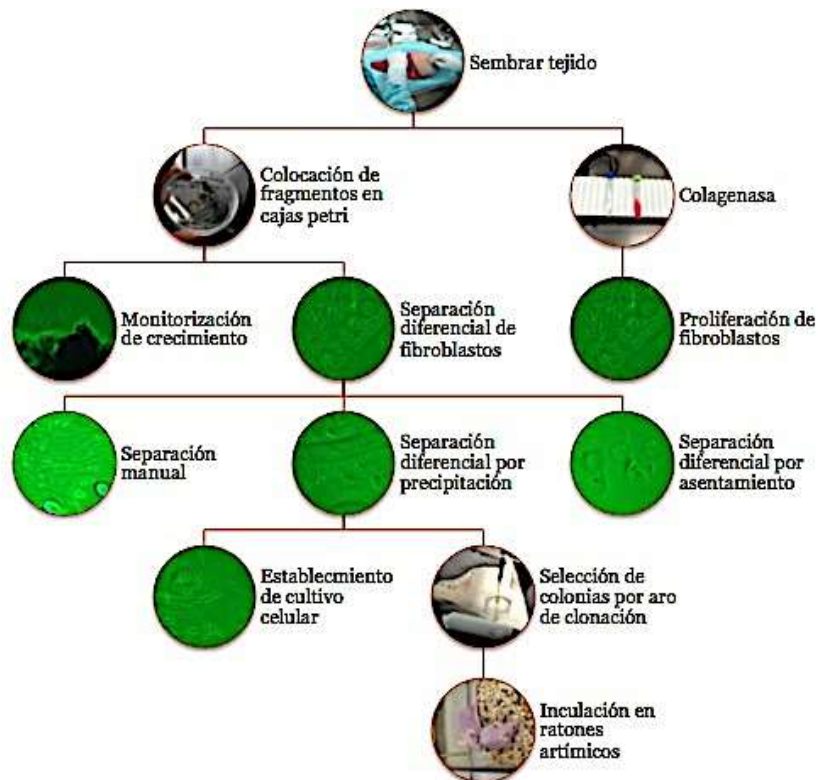 Sembrar tejido
Colocación de
fragmentos en
cajas petri
Colagenasa
Monitorización
de crecimiento
Separación
diferencial de
fibroblastos
Proliferación de
fibroblastos
Separación
manual
Separación
diferencial por
precipitación
Separación
diferencial por
asentamiento
Establecmiento
de cultivo
celular
Selección de
colonias por aro
de clonación
Inculación en
ratones
artímicos